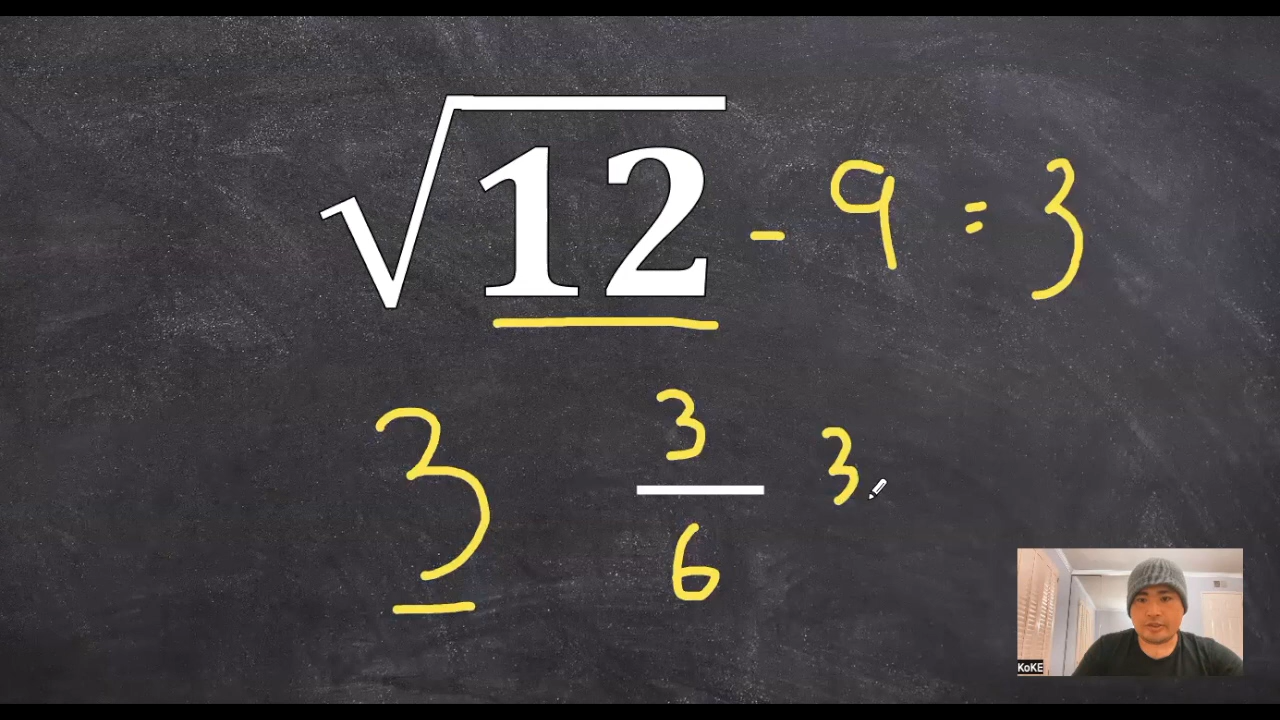 √12 - 9 = 3
3 3/6 3.
KoKE